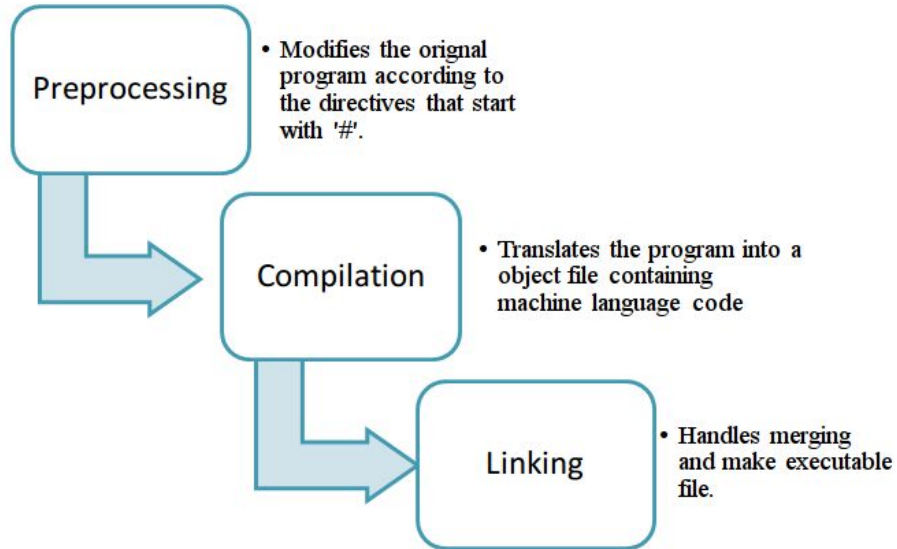 Preprocessing
• Modifies the orignal
program according to
the directives that start
with '#'.
Compilation
• Translates the program into a
object file containing
machine language code
Linking
• Handles merging
and make executable
file.